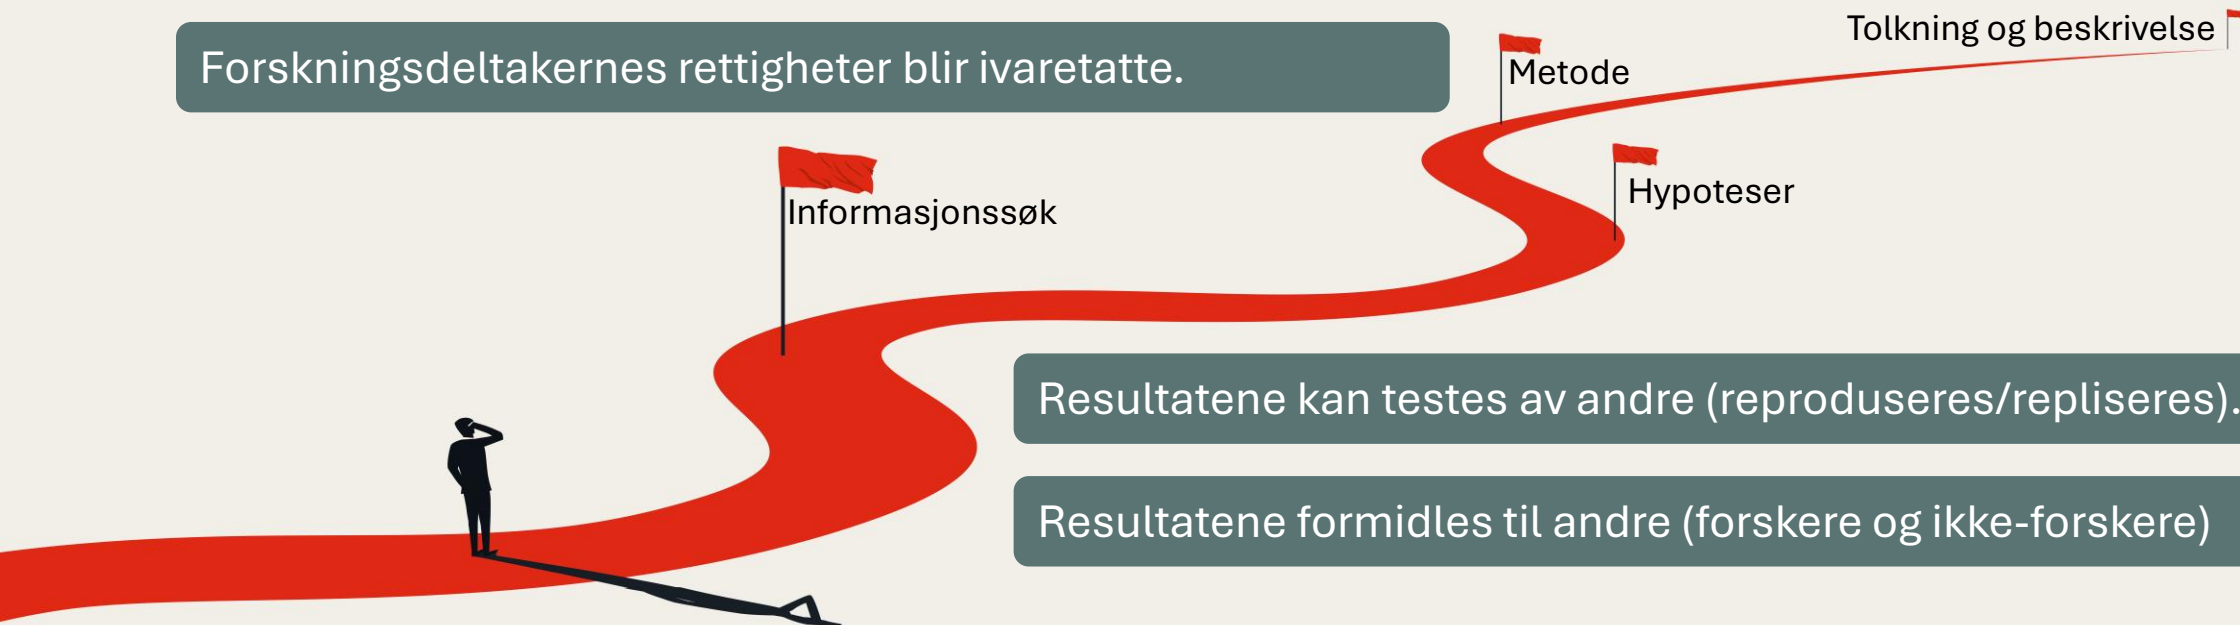 Forskningsdeltakernes rettigheter blir ivaretatte.
Tolkning og beskrivelse
Metode
Hypoteser
Informasjonssøk
Resultatene kan testes av andre (reproduseres/repliseres).
Resultatene formidles til andre (forskere og ikke-forskere)